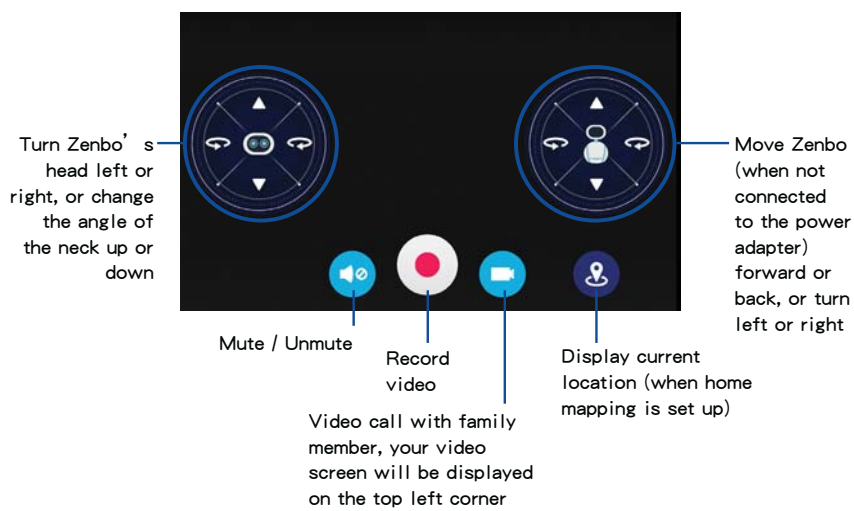 Turn Zenbo's
head left or
right, or change
the angle of
the neck up or
down
Move Zenbo
(when not
connected
to the power
adapter)
forward or
back, or turn
left or right
Mute / Unmute
Record
video
Video call with family
member, your video
screen will be displayed
on the top left corner
Display current
location (when home
mapping is set up)